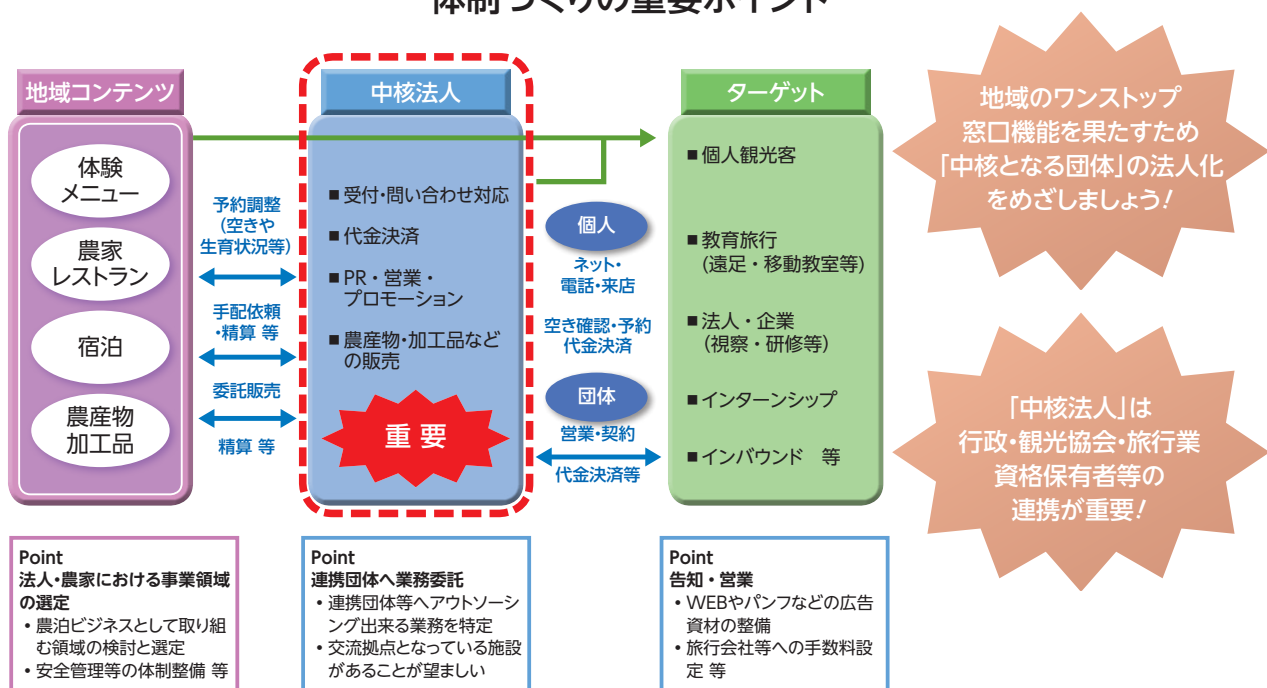 体制づくりの重要ポイント
地域コンテンツ
体験
メニュー
農家
レストラン
宿泊
農産物
加工品
予約調整
(空きや
生育状況等)
手配依頼
・精算 等
委託販売
精算 等
中核法人
■受付・問い合わせ対応
■代金決済
■PR・営業・
プロモーション
■農産物・加工品など
の販売
重 要
個人
ネット・
電話・来店
空き確認・予約
代金決済
団体
営業・契約
代金決済等
ターゲット
■個人観光客
■教育旅行
(遠足・移動教室等)
■法人・企業
(視察・研修等)
■インターンシップ
■インバウンド 等
地域のワンストップ
窓口機能を果たすため
「中核となる団体」の法人化
をめざしましょう!
「中核法人」は
行政・観光協会・旅行業
資格保有者等の
連携が重要!
Point
法人・農家における事業領域
の選定
・農泊ビジネスとして取り組
む領域の検討と選定
・安全管理等の体制整備 等
Point
連携団体へ業務委託
・連携団体等へアウトソーシ
ング出来る業務を特定
・交流拠点となっている施設
があることが望ましい
Point
告知・営業
・WEBやパンフなどの広告
資材の整備
・旅行会社等への手数料設
定 等